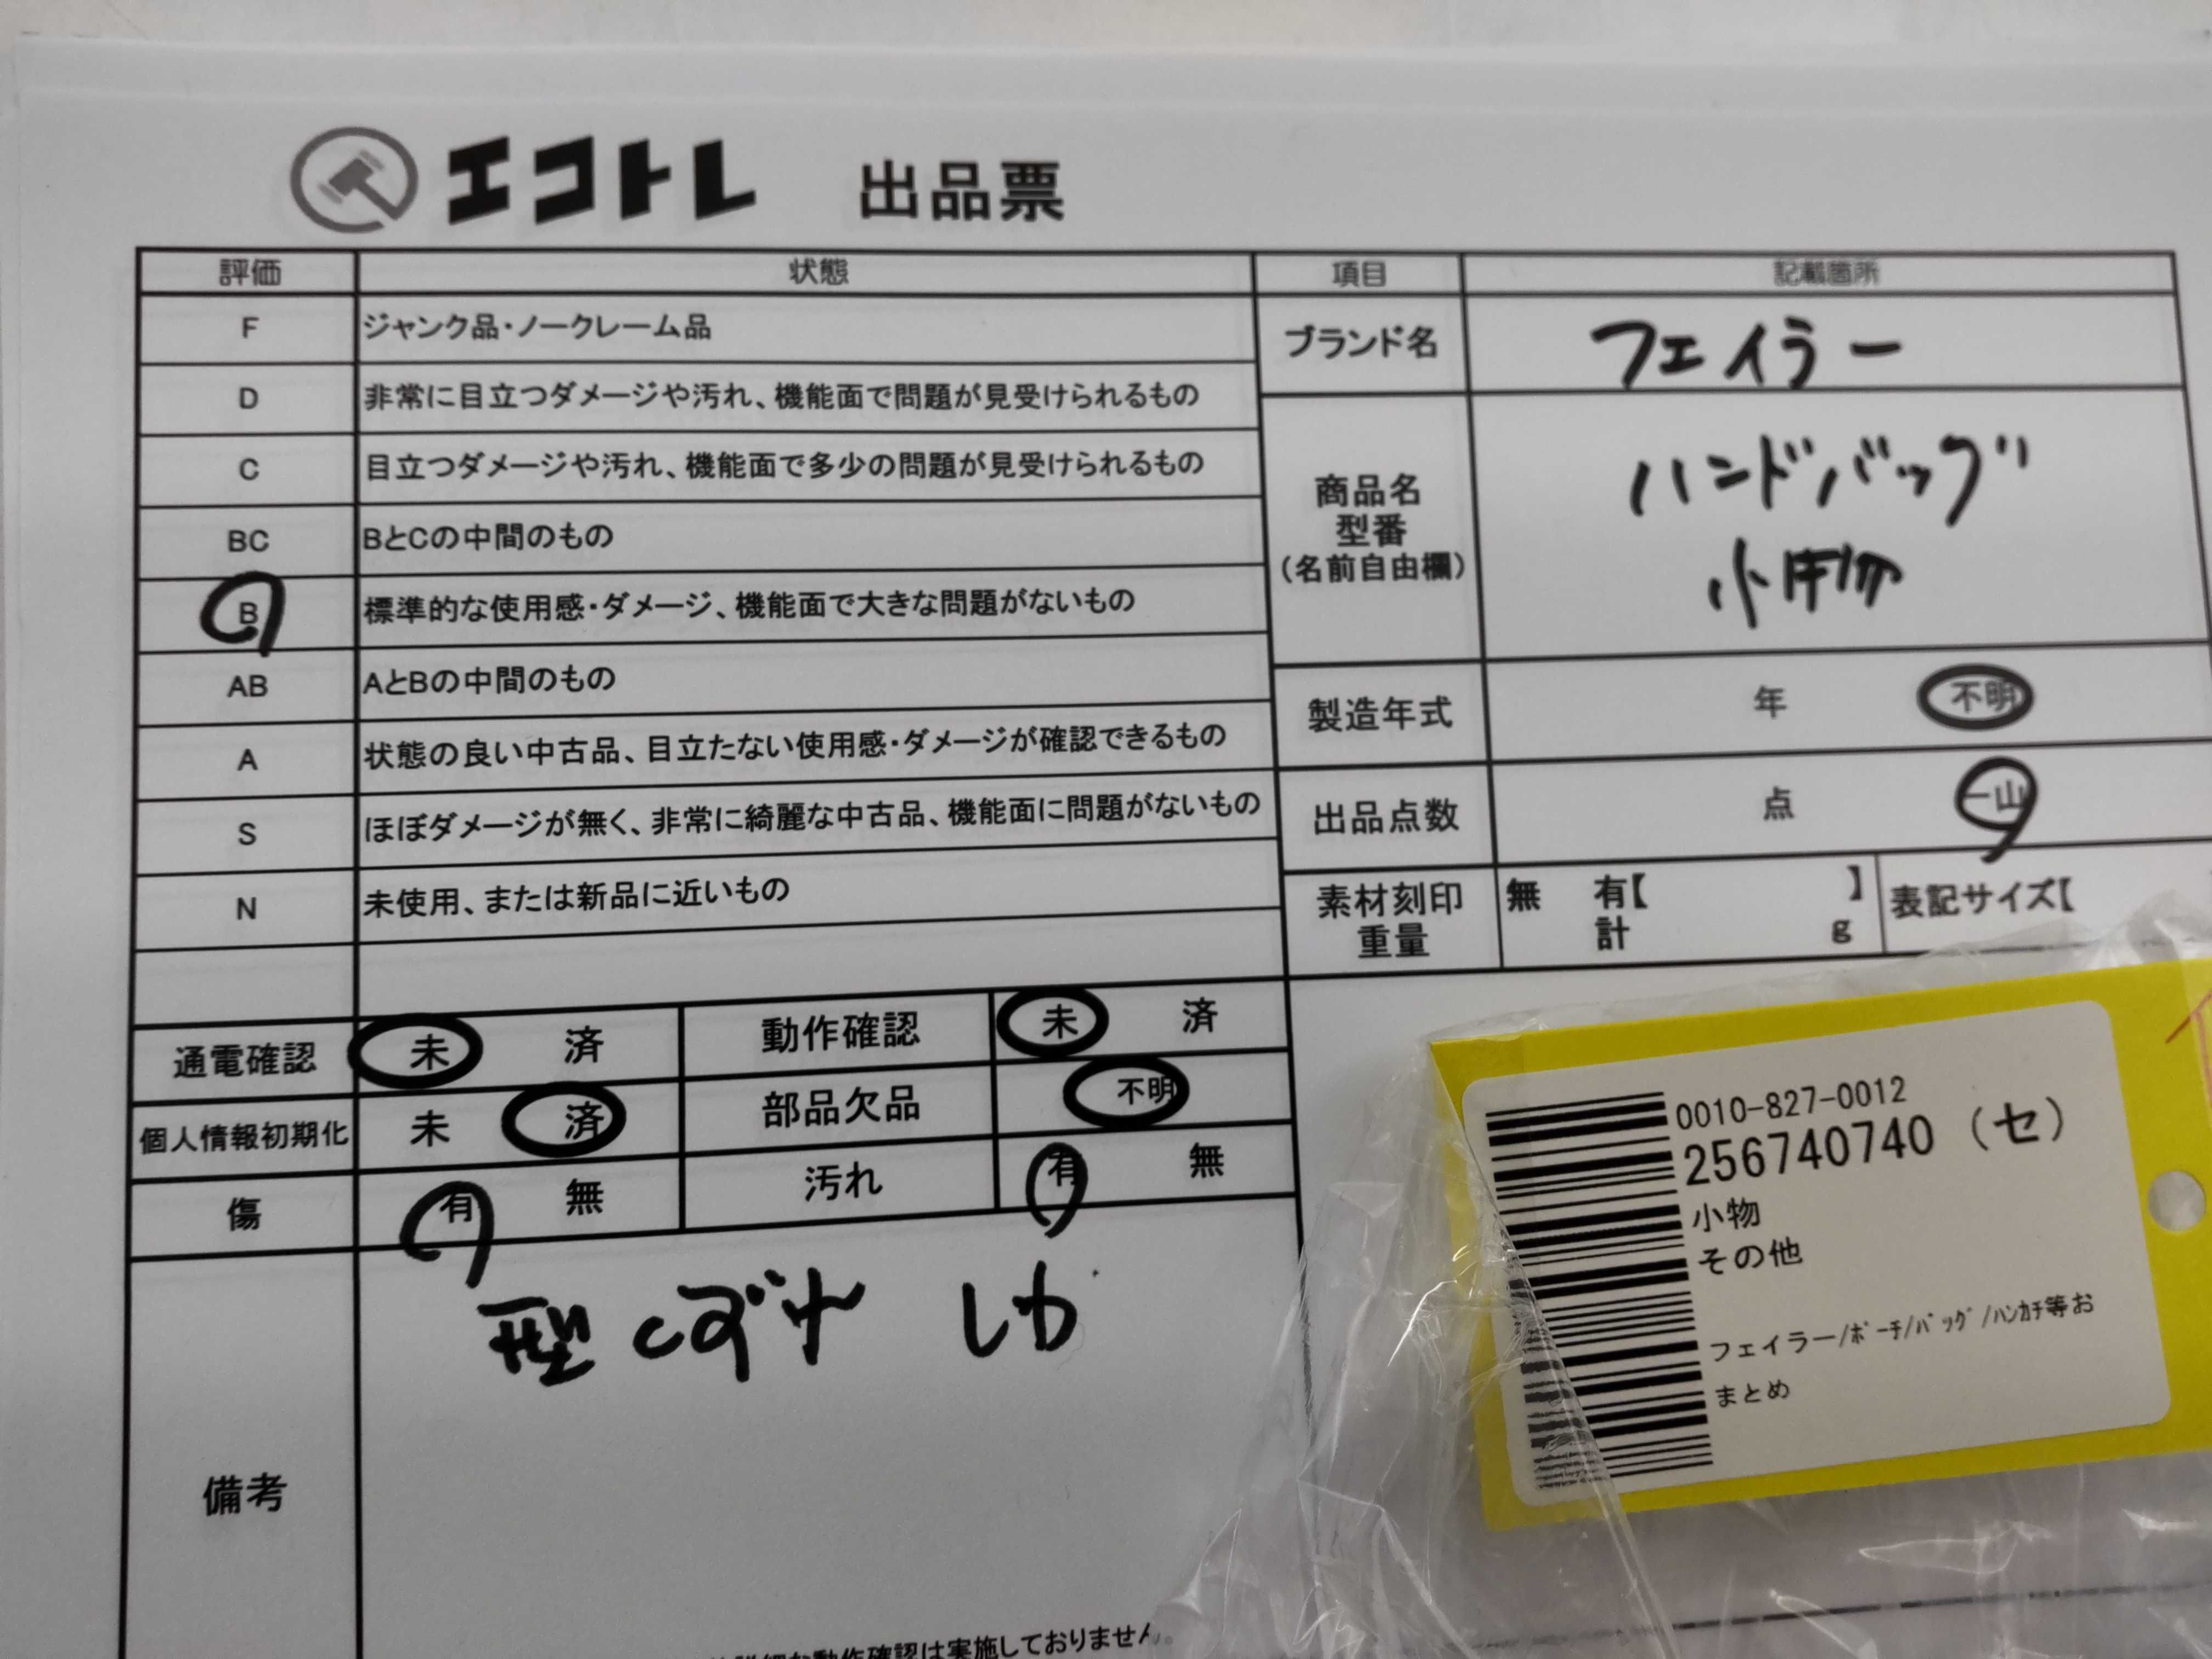 エコトレ 出品票
評価 状態 項目 記載箇所
F ジャンク品・ノークレーム品
D 非常に目立つダメージや汚れ、機能面で問題が見受けられるもの
C 目立つダメージや汚れ、機能面で多少の問題が見受けられるもの
BC BとCの中間のもの
B 標準的な使用感・ダメージ、機能面で大きな問題がないもの
AB AとBの中間のもの
A 状態の良い中古品、目立たない使用感・ダメージが確認できるもの
S ほぼダメージが無く、非常に綺麗な中古品、機能面に問題がないもの
N 未使用、または新品に近いもの
ブランド名 フェイラー
商品名
型番
(名前自由欄)
ハンドバッグ
小物
製造年式 年 不明
出品点数 点 一山
素材刻印
重量
無 有【 】
計 g
表記サイズ【
通電確認 未 済 動作確認 未 済
個人情報初期化 未 済 部品欠品 不明
傷 有 無 汚れ 有 無
備考
型くずれ
動作確認は実施しておりません。
0010-827-0012
256740740(セ)
小物
その他
フェイラー/ポーチ/バッグ/ハンカチ等お
まとめ